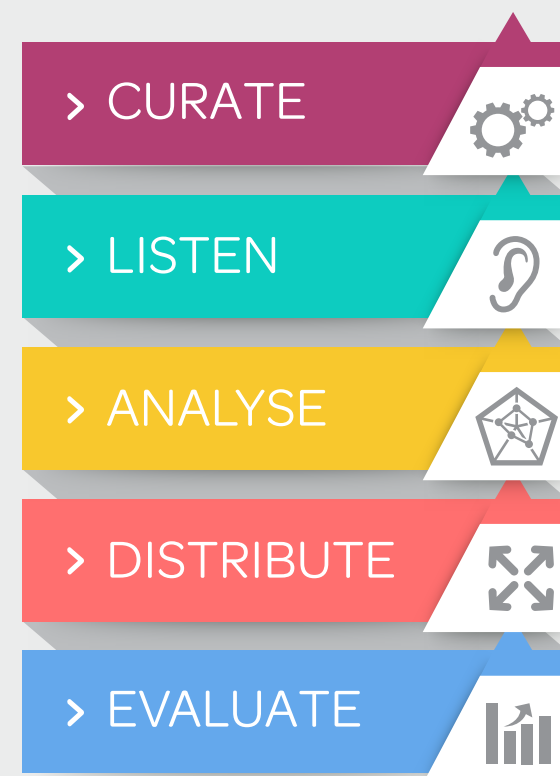 > CURATE
> LISTEN
> ANALYSE
> DISTRIBUTE
> EVALUATE